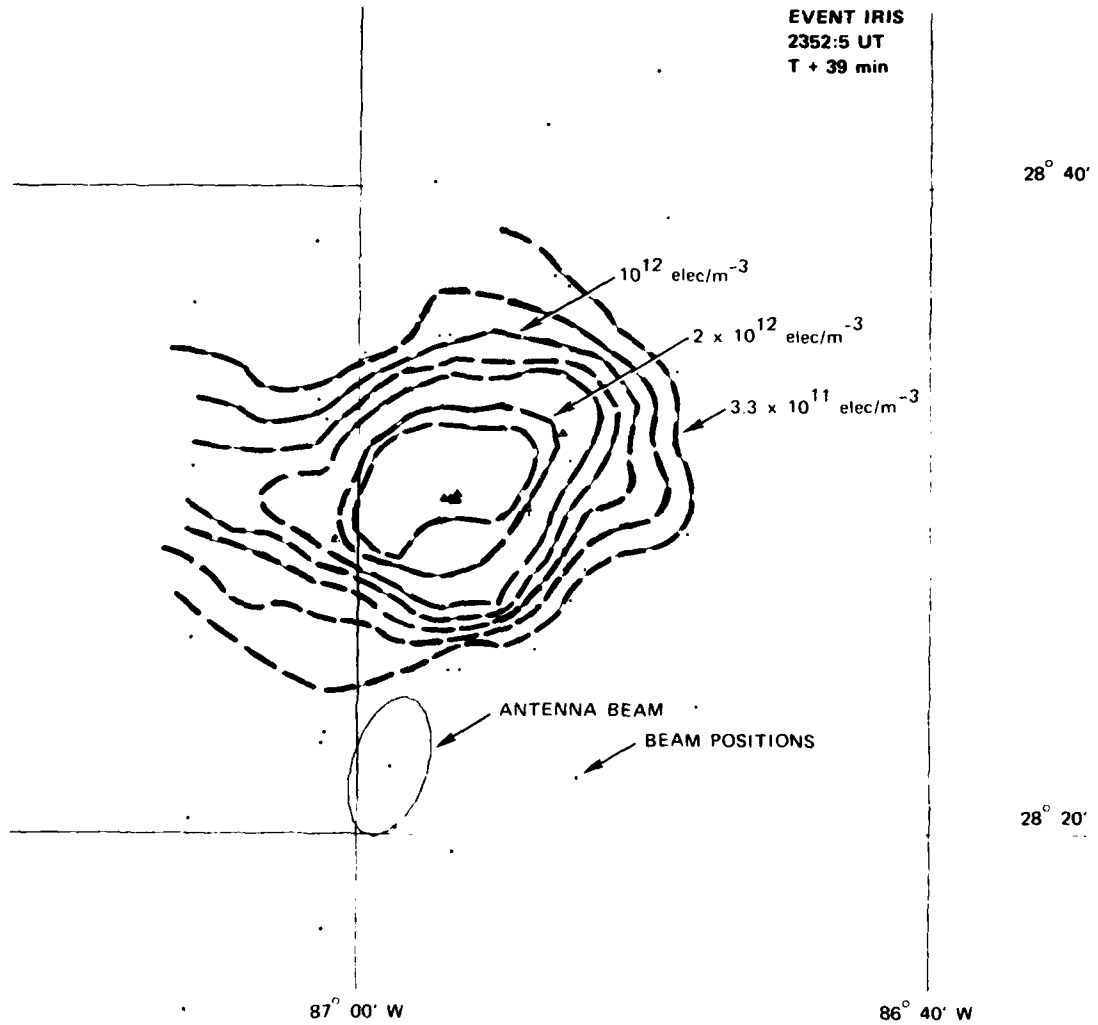 EVENT IRIS
2352:5 UT
T + 39 min
28° 40'
10¹² elec/m⁻³
2 x 10¹² elec/m⁻³
3.3 x 10¹¹ elec/m⁻³
ANTENNA BEAM
BEAM POSITIONS
28° 20'
87° 00' W
86° 40' W